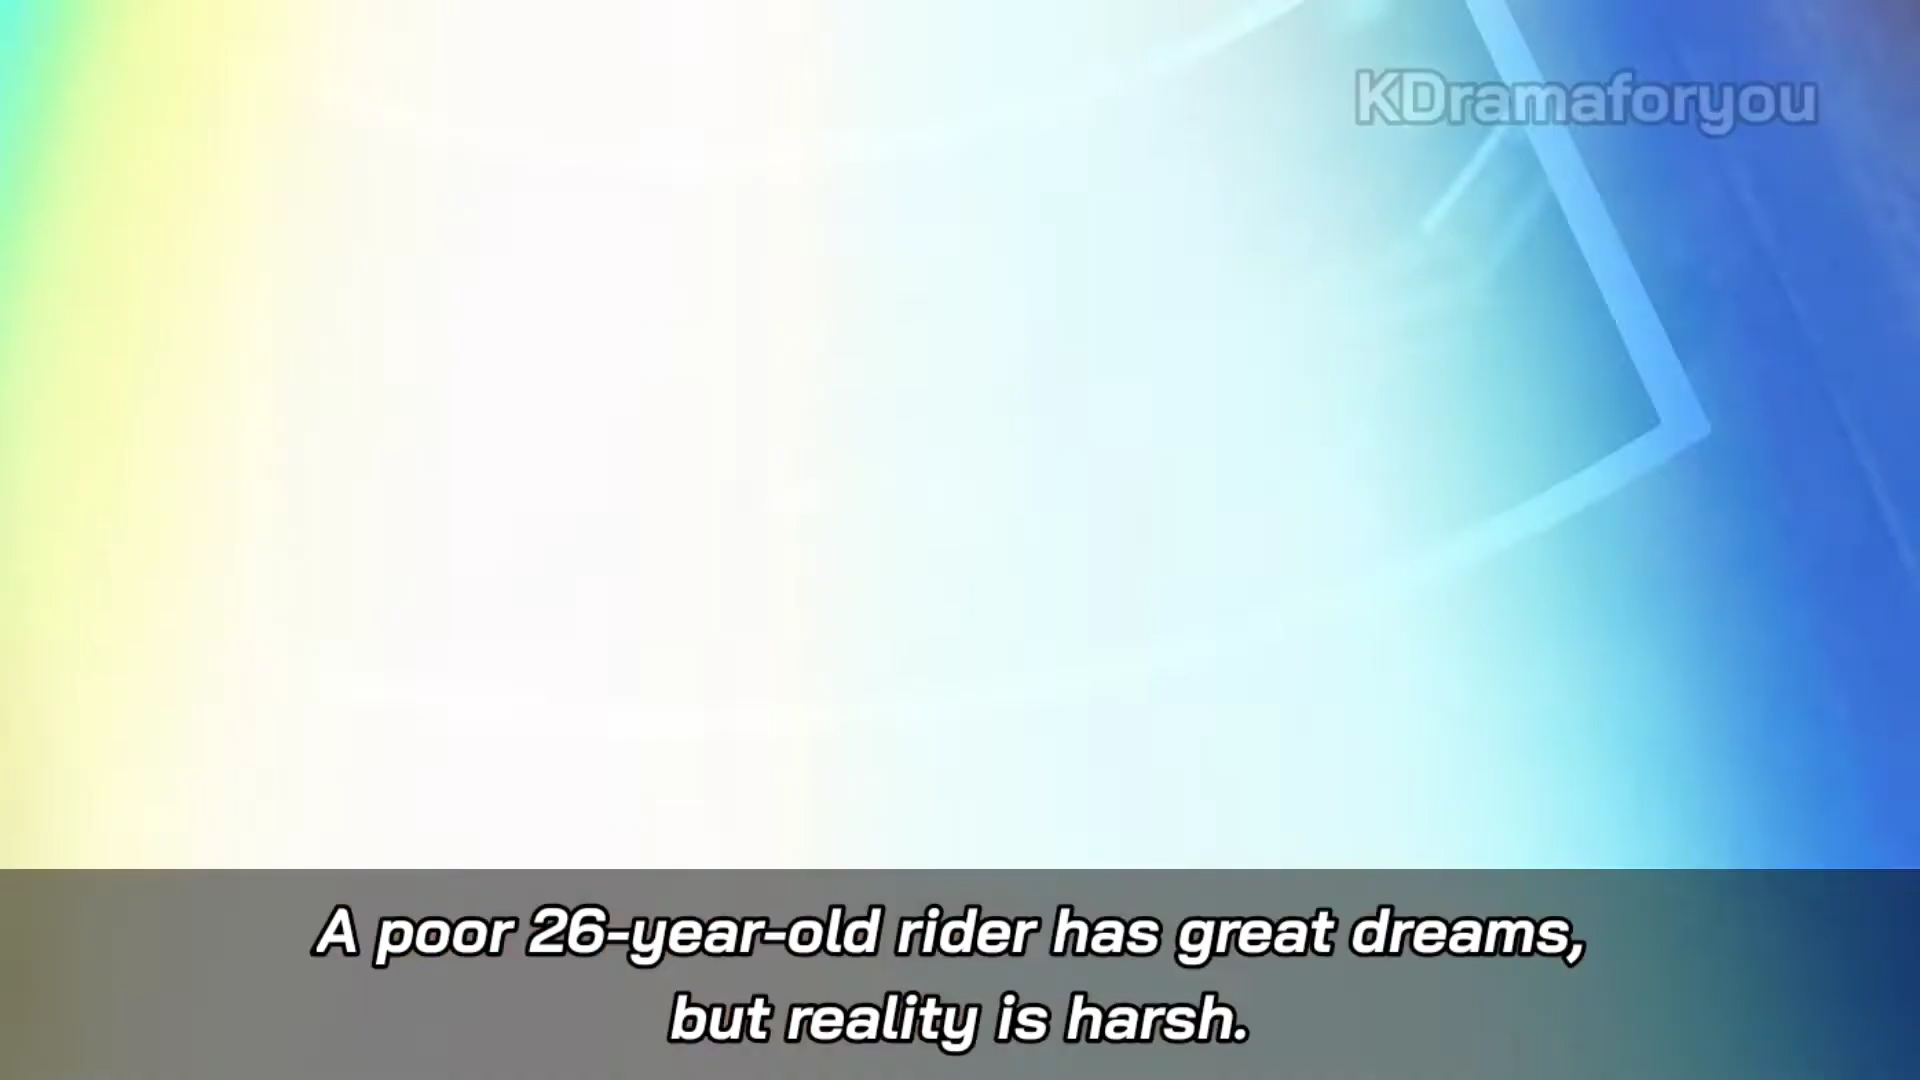 KDramaforyou
A poor 26-year-old rider has great dreams,
but reality is harsh.